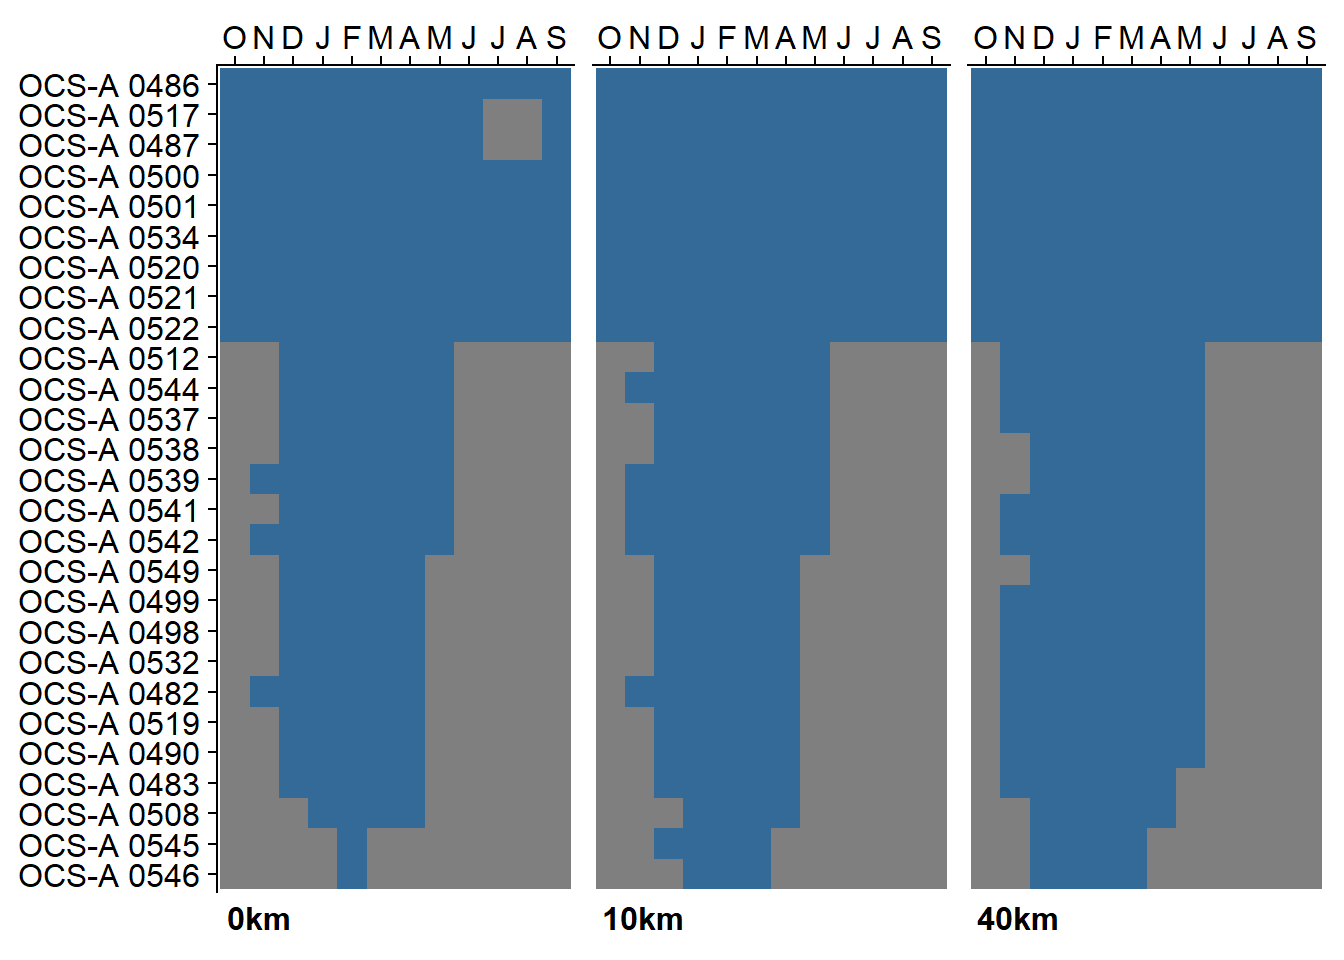 O N D J F M A M J J A S O N D J F M A M J J A S O N D J F M A M J J A S
OCS-A 0486
OCS-A 0517
OCS-A 0487
OCS-A 0500
OCS-A 0501
OCS-A 0534
OCS-A 0520
OCS-A 0521
OCS-A 0522
OCS-A 0512
OCS-A 0544
OCS-A 0537
OCS-A 0538
OCS-A 0539
OCS-A 0541
OCS-A 0542
OCS-A 0549
OCS-A 0499
OCS-A 0498
OCS-A 0532
OCS-A 0482
OCS-A 0519
OCS-A 0490
OCS-A 0483
OCS-A 0508
OCS-A 0545
OCS-A 0546
0km 10km 40km